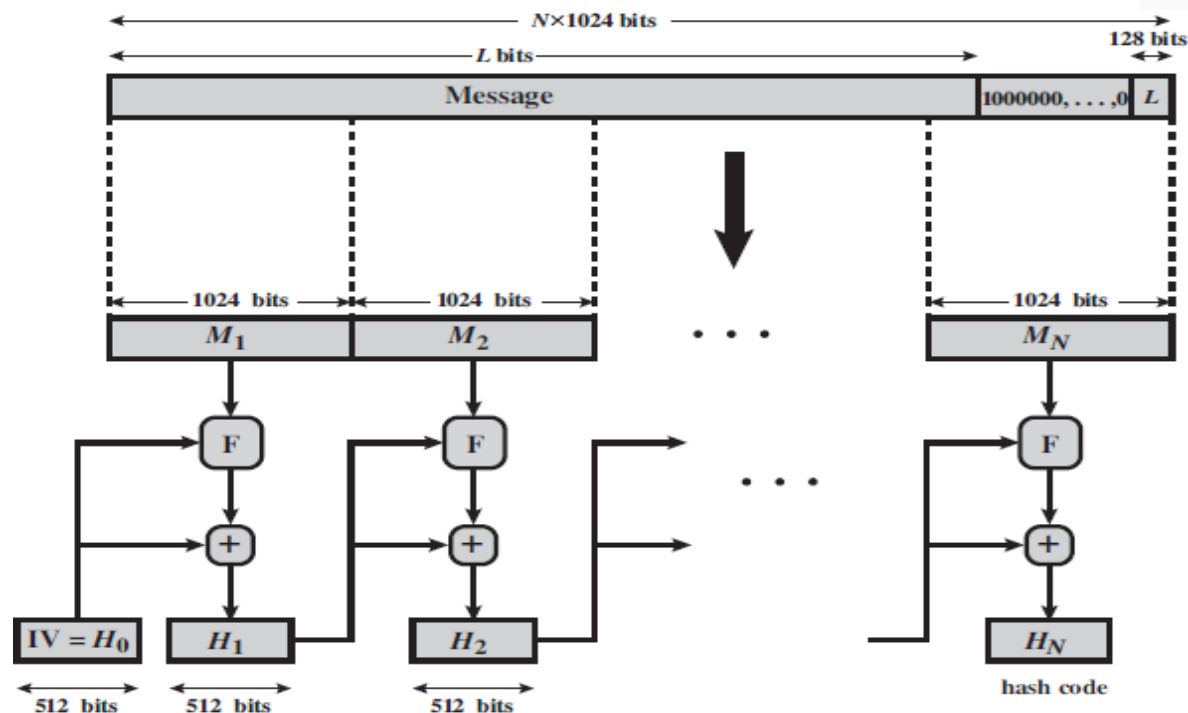 N×1024 bits
128 bits
L bits
Message 1000000, . . . ,0 L
1024 bits 1024 bits 1024 bits
M1 M2 . . . MN
F F F
. . .
+ + +
IV = H0 H1 H2 HN
512 bits 512 bits 512 bits hash code